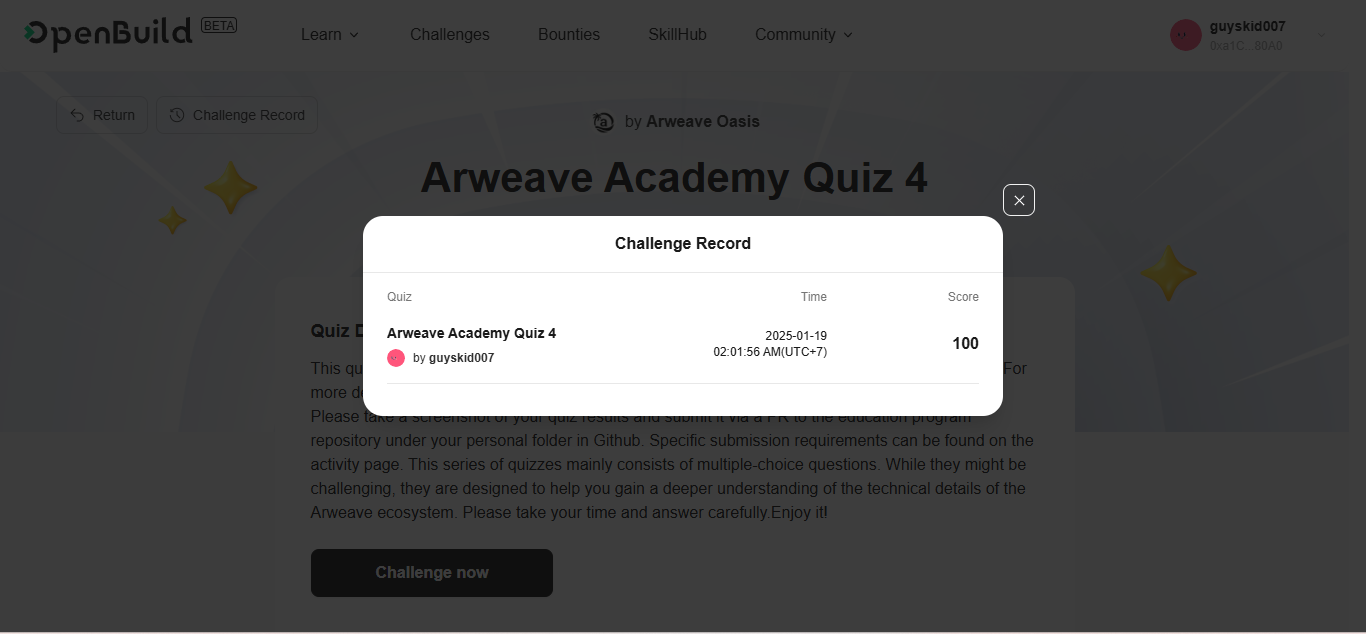 OpenBuild BETA Learn Challenges Bounties SkillHub Community guyskid007
0xa1C...80A0
Return Challenge Record
by Arweave Oasis
Arweave Academy Quiz 4
Challenge Record
Quiz Time Score
Arweave Academy Quiz 4 2025-01-19
by guyskid007 02:01:56 AM(UTC+7) 100
Quiz D
This qu For
more de
Please take a screenshot of your quiz results and submit it via a PR to the education program
repository under your personal folder in Github. Specific submission requirements can be found on the
activity page. This series of quizzes mainly consists of multiple-choice questions. While they might be
challenging, they are designed to help you gain a deeper understanding of the technical details of the
Arweave ecosystem. Please take your time and answer carefully.Enjoy it!
Challenge now